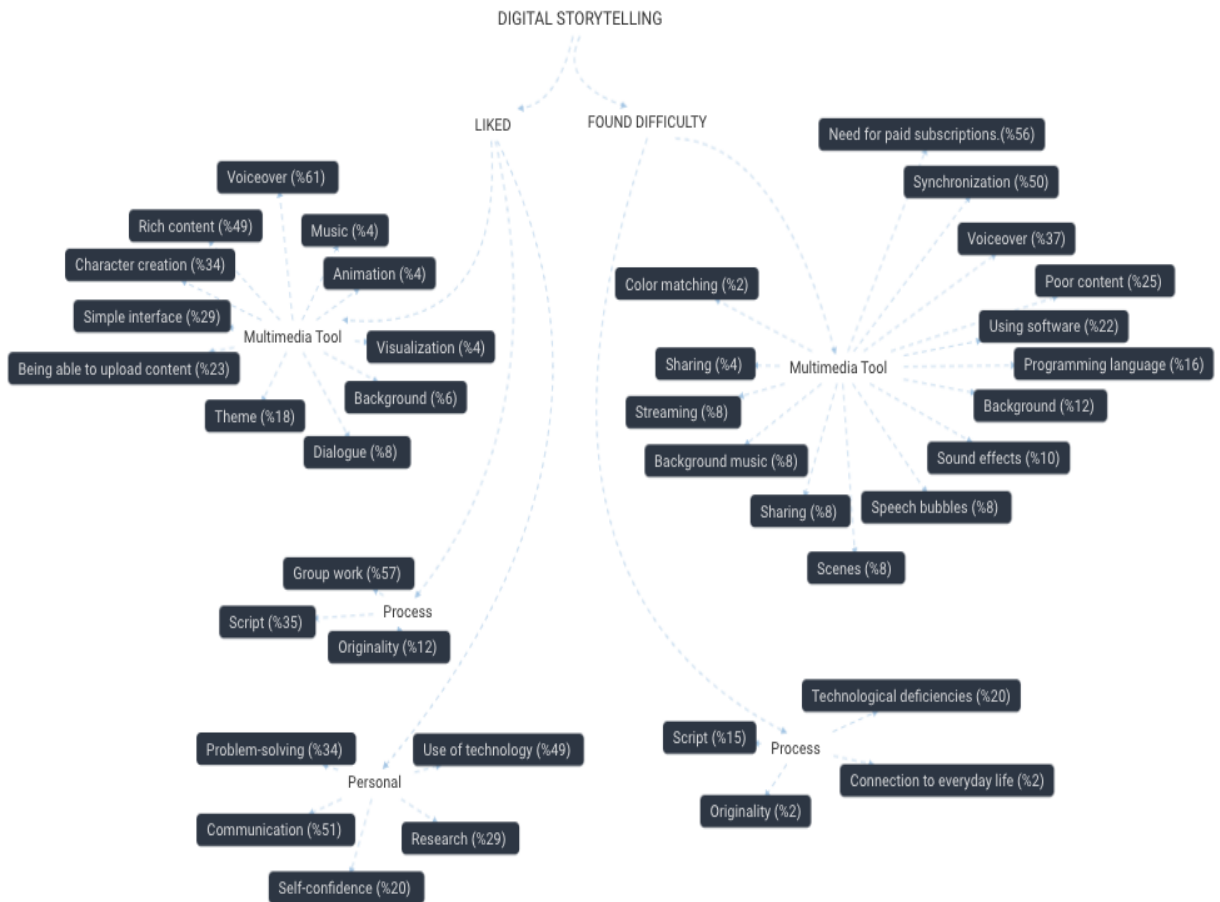 DIGITAL STORYTELLING
LIKED
FOUND DIFFICULTY
Voiceover (%61)
Rich content (%49)
Music (%4)
Character creation (%34)
Animation (%4)
Simple interface (%29)
Multimedia Tool
Visualization (%4)
Being able to upload content (%23)
Background (%6)
Theme (%18)
Dialogue (%8)
Group work (%57)
Process
Script (%35)
Originality (%12)
Problem-solving (%34)
Use of technology (%49)
Personal
Communication (%51)
Research (%29)
Self-confidence (%20)
Need for paid subscriptions.(%56)
Synchronization (%50)
Voiceover (%37)
Color matching (%2)
Poor content (%25)
Using software (%22)
Sharing (%4)
Multimedia Tool
Programming language (%16)
Streaming (%8)
Background (%12)
Background music (%8)
Sound effects (%10)
Sharing (%8)
Speech bubbles (%8)
Scenes (%8)
Technological deficiencies (%20)
Script (%15)
Process
Connection to everyday life (%2)
Originality (%2)